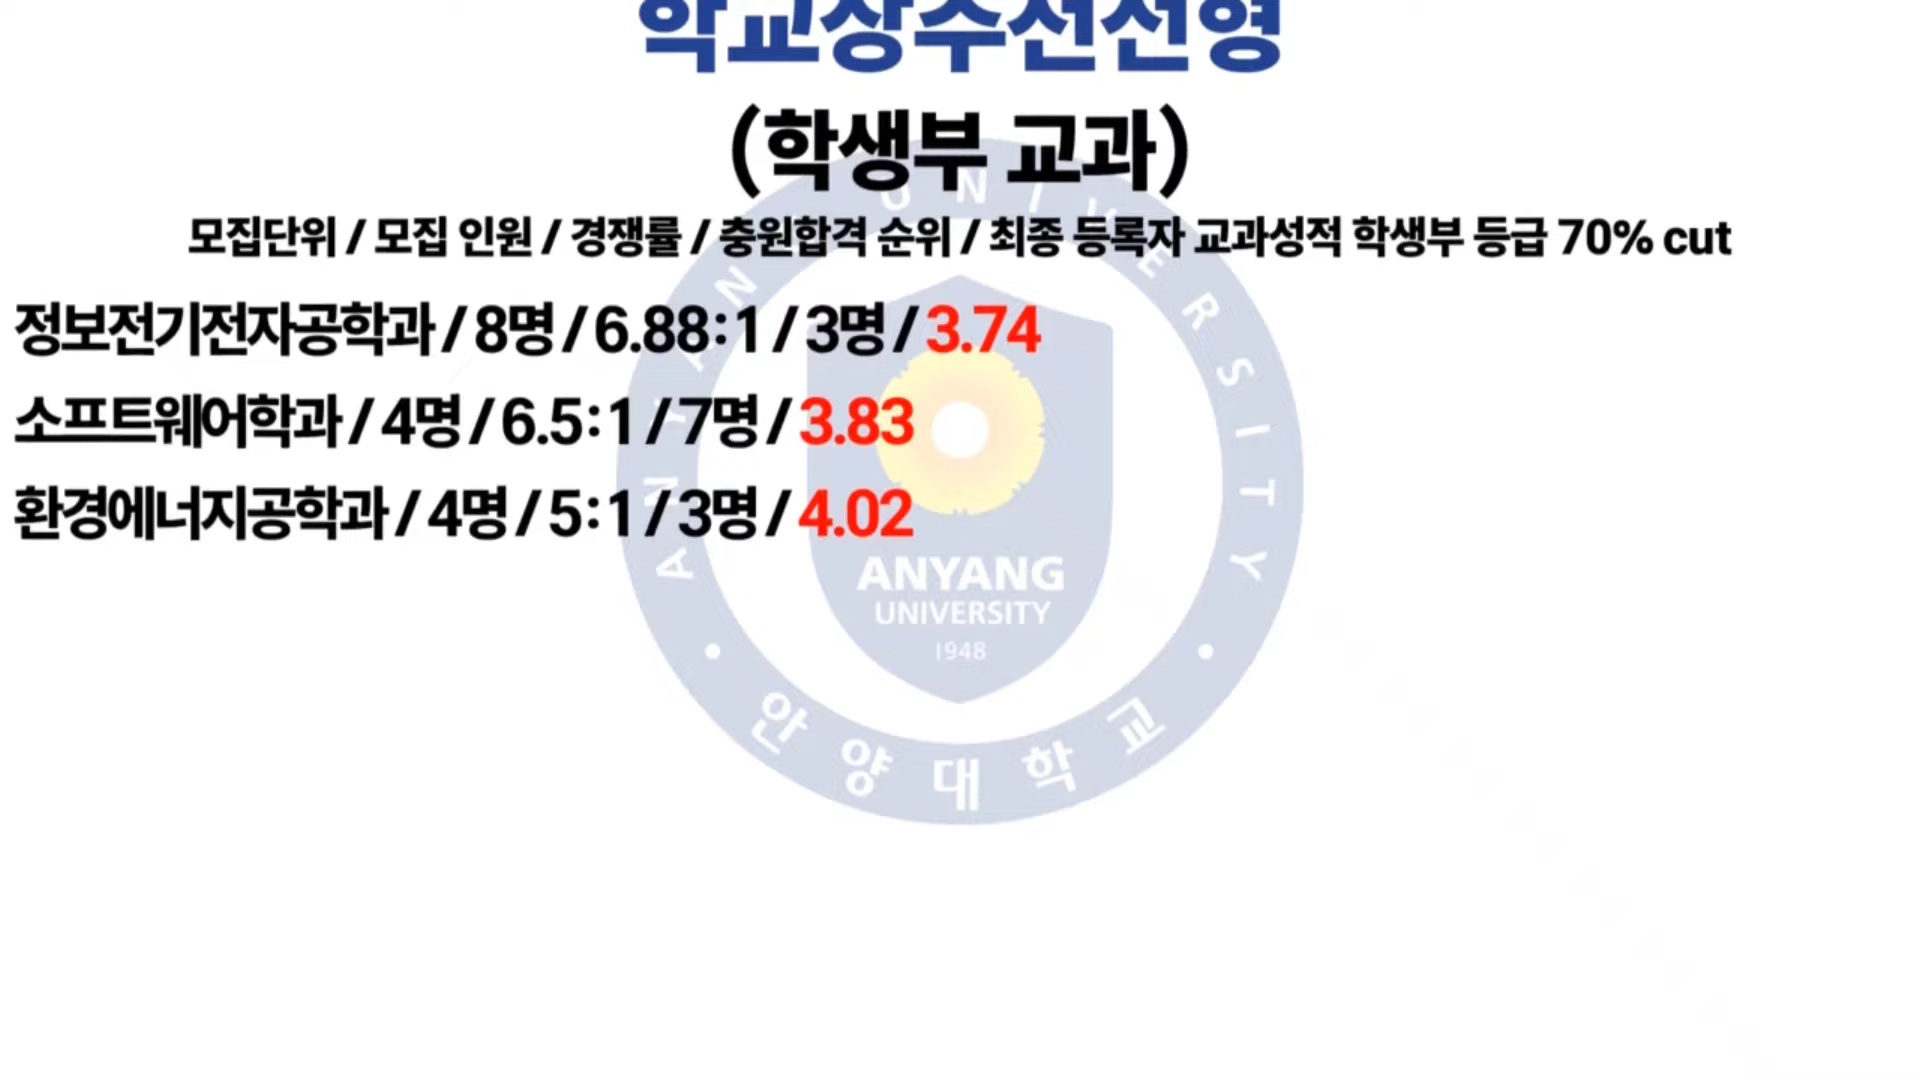 학교장추천전형
(학생부 교과)
모집단위 / 모집 인원 / 경쟁률 / 충원합격 순위 / 최종 등록자 교과성적 학생부 등급 70% cut
정보전기전자공학과 / 8명 / 6.88:1 / 3명 / 3.74
소프트웨어학과 / 4명 / 6.5:1 / 7명 / 3.83
환경에너지공학과 / 4명 / 5:1 / 3명 / 4.02
ANYANG UNIVERSITY
ANYANG
UNIVERSITY
1948
안양대학교